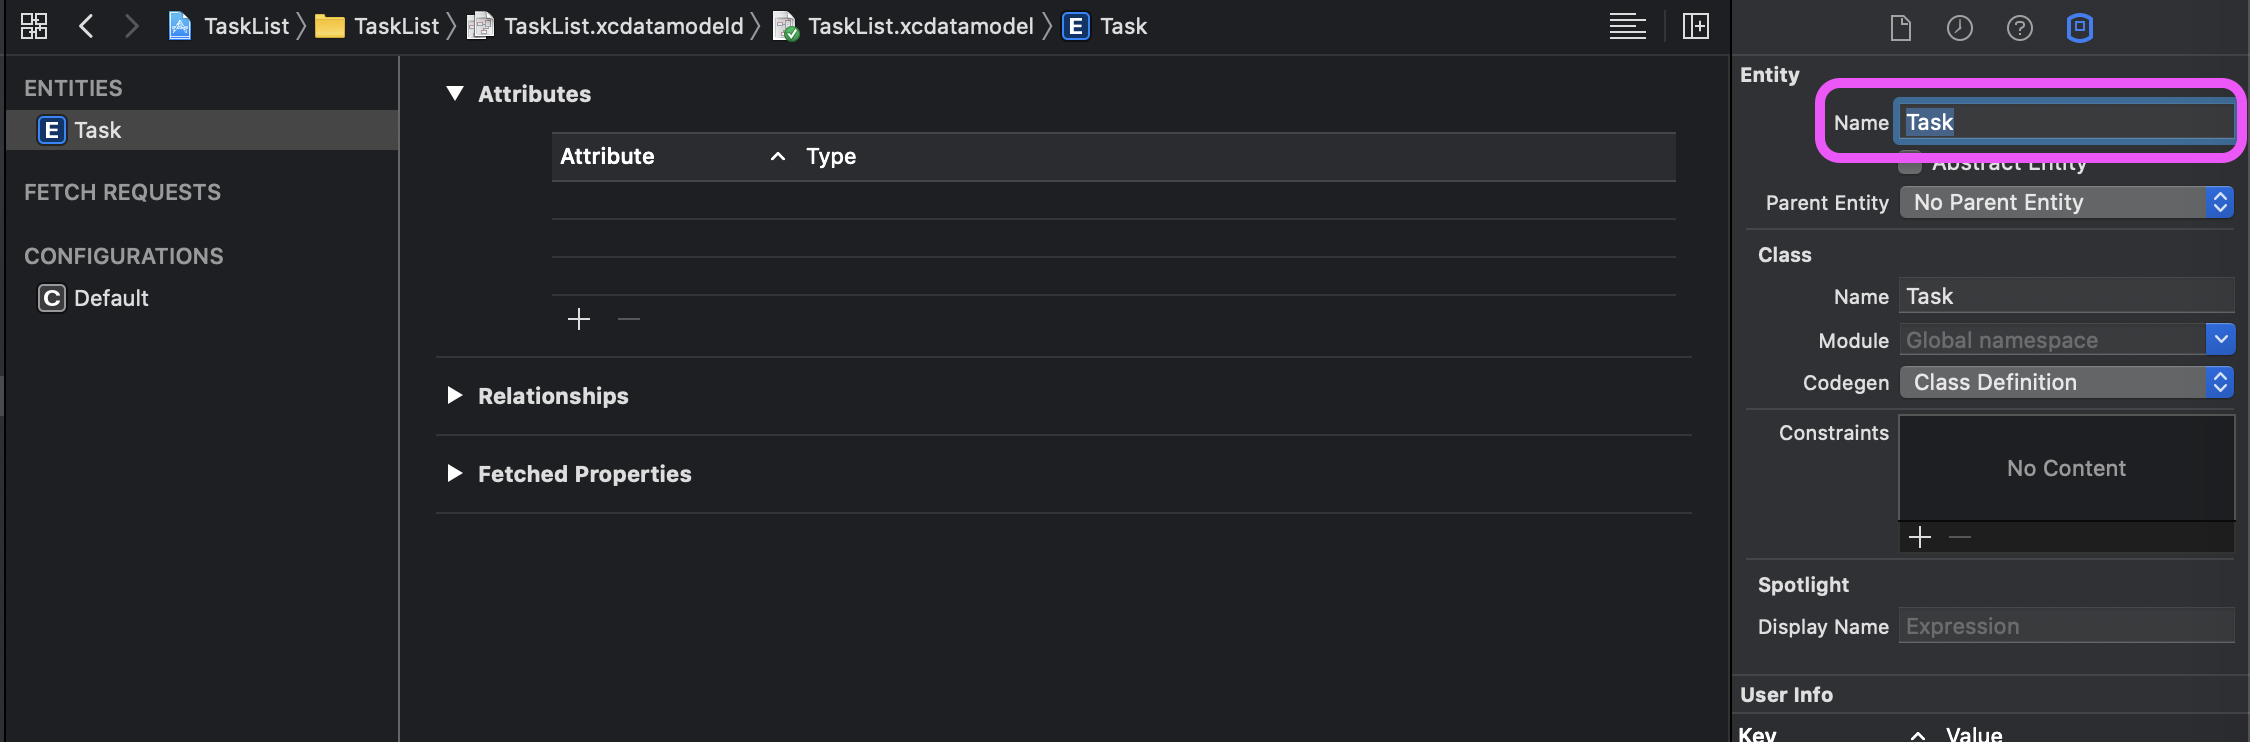 TaskList TaskList TaskList.xcdatamodeld TaskList.xcdatamodel E Task
ENTITIES
E Task
FETCH REQUESTS
CONFIGURATIONS
C Default
Attributes
Attribute Type
Relationships
Fetched Properties
Entity
Name Task
Abstract Entity
Parent Entity No Parent Entity
Class
Name Task
Module Global namespace
Codegen Class Definition
Constraints
No Content
Spotlight
Display Name Expression
User Info
Key Value